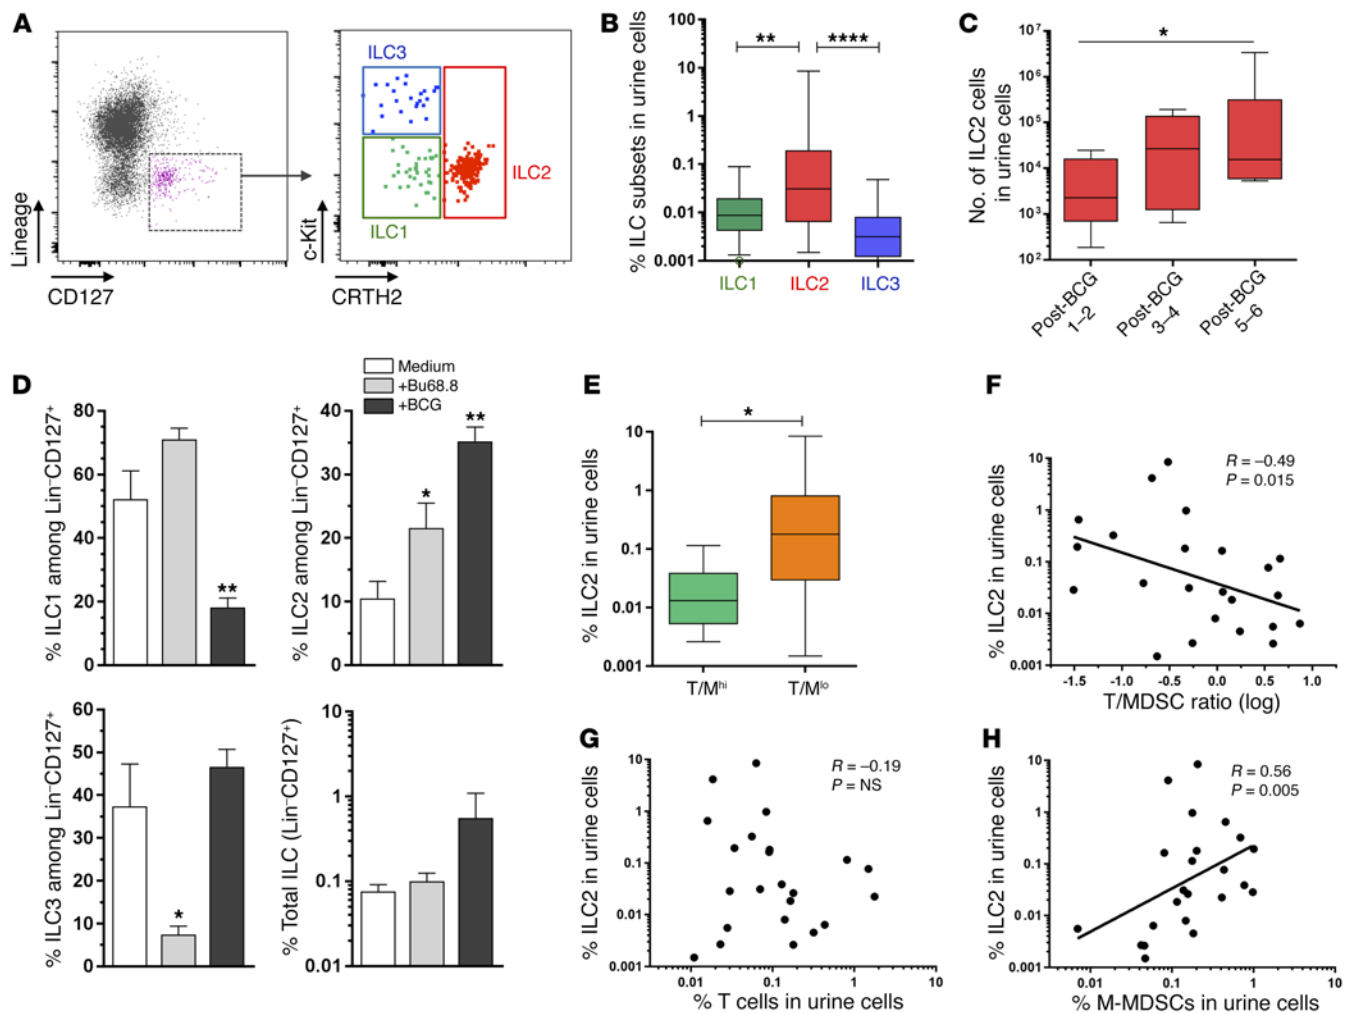 A
Lineage
CD127
ILC3
ILC2
ILC1
c-Kit
CRTH2
B
% ILC subsets in urine cells
100
10
1
0.1
0.01
0.001
** ****
ILC1 ILC2 ILC3
C
No. of ILC2 cells
in urine cells
10⁷
10⁶
10⁵
10⁴
10³
10²
*
Post-BCG
1–2
Post-BCG
3–4
Post-BCG
5–6
D
Medium
+Bu68.8
+BCG
% ILC1 among Lin⁻CD127⁺
80
60
40
20
0
**
% ILC2 among Lin⁻CD127⁺
40
30
20
10
0
*
**
% ILC3 among Lin⁻CD127⁺
60
50
40
30
20
10
0
*
% Total ILC (Lin⁻CD127⁺)
10
1
0.1
0.01
E
% ILC2 in urine cells
10
1
0.1
0.01
0.001
*
T/Mʰⁱ T/Mˡᵒ
F
% ILC2 in urine cells
10
1
0.1
0.01
0.001
R = –0.49
P = 0.015
-1.5 -1.0 -0.5 0.0 0.5 1.0
T/MDSC ratio (log)
G
% ILC2 in urine cells
10
1
0.1
0.01
0.001
R = –0.19
P = NS
0.01 0.1 1 10
% T cells in urine cells
H
% ILC2 in urine cells
10
1
0.1
0.01
0.001
R = 0.56
P = 0.005
0.01 0.1 1 10
% M-MDSCs in urine cells